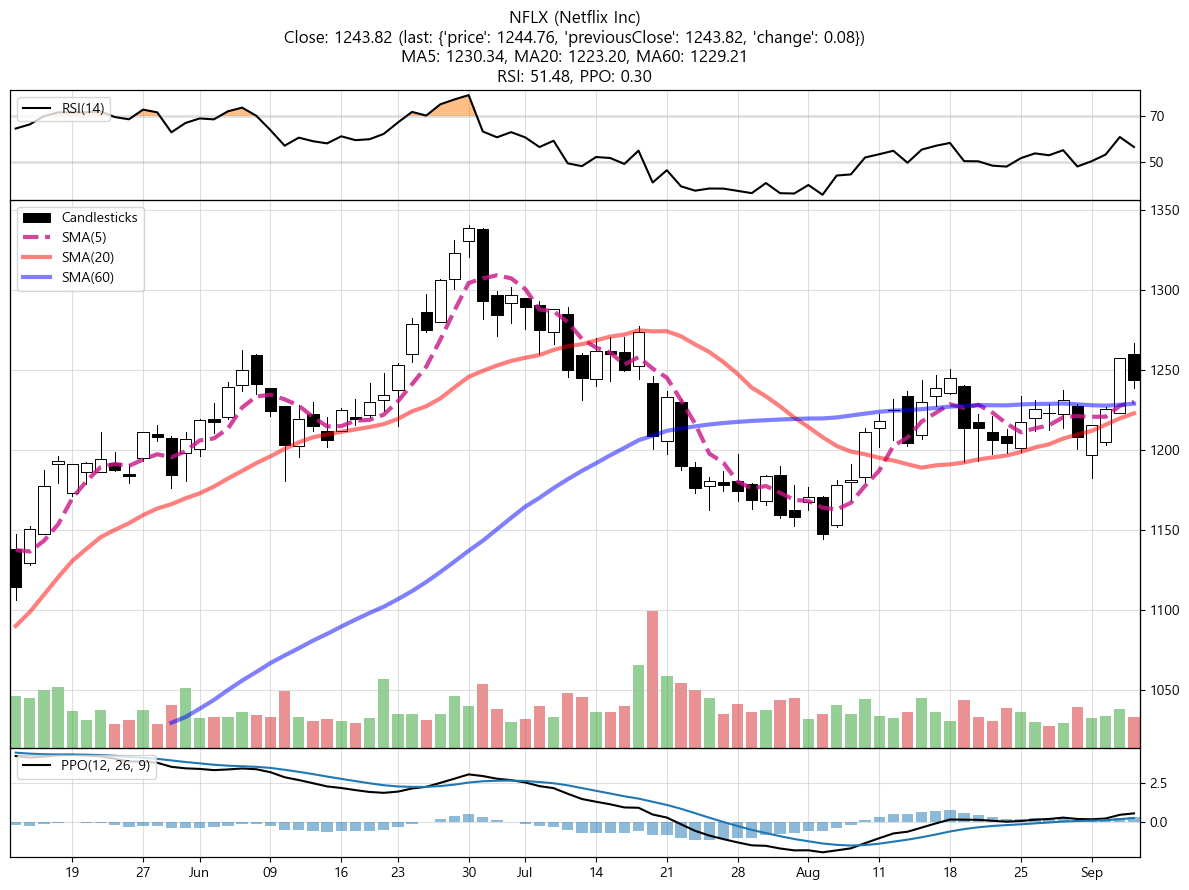 NFLX (Netflix Inc)
Close: 1243.82 (last: {'price': 1244.76, 'previousClose': 1243.82, 'change': 0.08})
MA5: 1230.34, MA20: 1223.20, MA60: 1229.21
RSI: 51.48, PPO: 0.30
RSI(14)
70
50
Candlesticks
SMA(5)
SMA(20)
SMA(60)
1350
1300
1250
1200
1150
1100
1050
PPO(12, 26, 9)
2.5
0.0
19 27 Jun 09 16 23 30 Jul 14 21 28 Aug 11 18 25 Sep